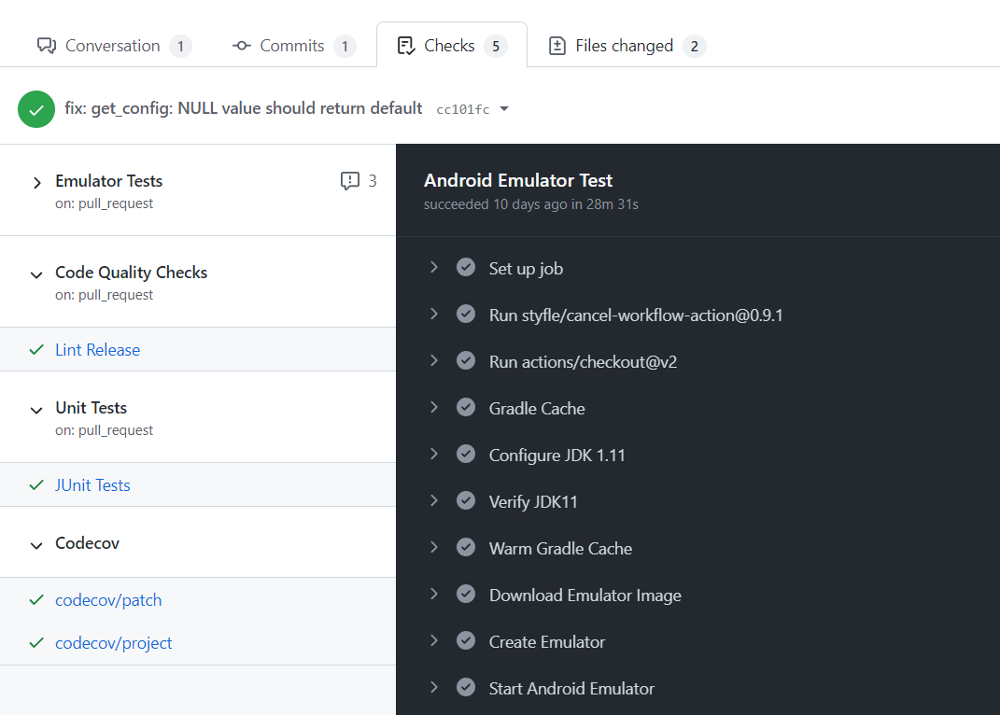 Conversation 1 Commits 1 Checks 5 Files changed 2
fix: get_config: NULL value should return default cc101fc
Emulator Tests 3
on: pull_request
Code Quality Checks
on: pull_request
Lint Release
Unit Tests
on: pull_request
JUnit Tests
Codecov
codecov/patch
codecov/project
Android Emulator Test
succeeded 10 days ago in 28m 31s
Set up job
Run styfle/cancel-workflow-action@0.9.1
Run actions/checkout@v2
Gradle Cache
Configure JDK 1.11
Verify JDK11
Warm Gradle Cache
Download Emulator Image
Create Emulator
Start Android Emulator